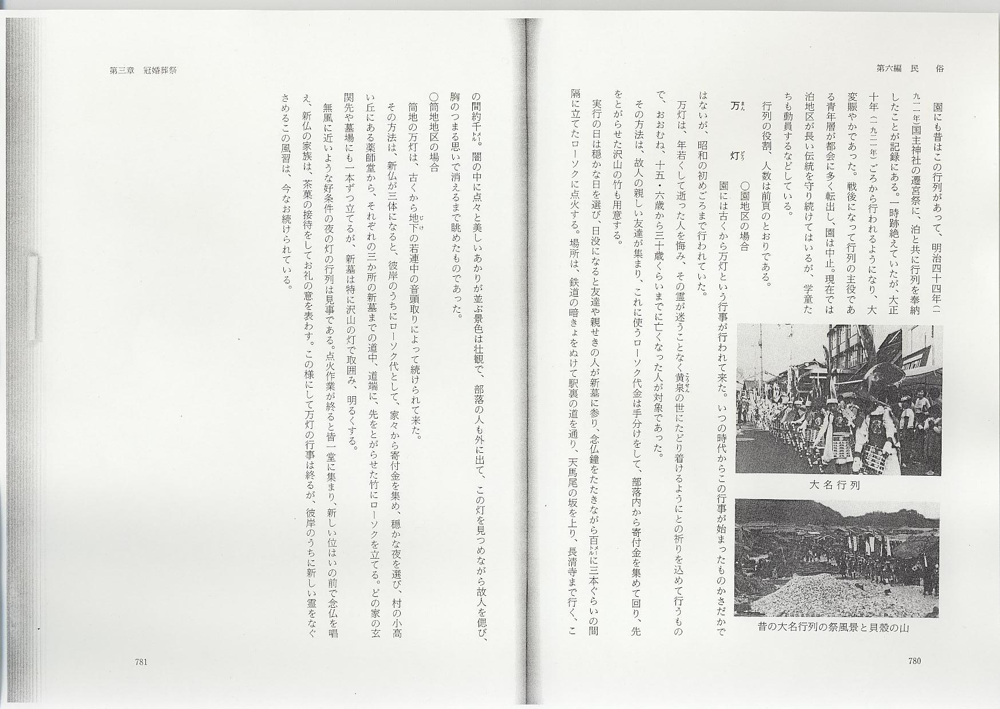 第六編　民　　俗
園にも昔はこの行列があって、明治四十四年（一
九一一年）国主神社の遷宮祭に、泊と共に行列を奉納
したことが記録にある。一時跡絶えていたが、大正
十年（一九二一年）ごろから行われるようになり、大
変賑やかであった。戦後になって行列の主役であ
る青年層が都会に多く転出し、園は中止。現在では
泊地区が長い伝統を守り続けてはいるが、学童た
ちも動員するなどしている。
行列の役割、人数は前頁のとおりである。
大名行列
昔の大名行列の祭風景と貝殻の山
万灯
まんどう
〇園地区の場合
園には古くから万灯という行事が行われて来た。いつの時代からこの行事が始まったものかさだかで
はないが、昭和の初めごろまで行われていた。
万灯は、年若くして逝った人を悔み、その霊が迷うことなく黄泉の世にたどり着けるようにとの祈りを込めて行うもの
こうせん
で、おおむね、十五・六歳から三十歳くらいまでに亡くなった人が対象であった。
その方法は、故人の親しい友達が集まり、これに使うローソク代金は手分けをして、部落内から寄付金を集めて回り、先
をとがらせた沢山の竹も用意する。
実行の日は穏かな日を選び、日没になると友達や親せきの人が新墓に参り、念仏鐘をたたきながら百メートルに三本ぐらいの間
隔に立てたローソクに点火する。場所は、鉄道の暗きょをぬけて駅裏の道を通り、天馬尾の坂を上り、長清寺まで行く、こ
780
第三章　冠婚葬祭
の間約千メートル。闇の中に点々と美しいあかりが並ぶ景色は壮観で、部落の人も外に出て、この灯を見つめながら故人を偲び、
胸のつまる思いで消えるまで眺めたものであった。
〇筒地地区の場合
筒地の万灯は、古くから地下の若連中の音頭取りによって続けられて来た。
じげ
その方法は、新仏が三体になると、彼岸のうちにローソク代として、家々から寄付金を集め、穏かな夜を選び、村の小高
い丘にある薬師堂から、それぞれの三か所の新墓までの道中、道端に、先をとがらせた竹にローソクを立てる。どの家の玄
関先や墓場にも一本ずつ立てるが、新墓は特に沢山の灯で取囲み、明るくする。
無風に近いような好条件の夜の灯の行列は見事である。点火作業が終ると皆一堂に集まり、新しい位はいの前で念仏を唱
え、新仏の家族は、茶菓の接待をしてお礼の意を表わす。この様にして万灯の行事は終るが、彼岸のうちに新しい霊をなぐ
さめるこの風習は、今なお続けられている。
781